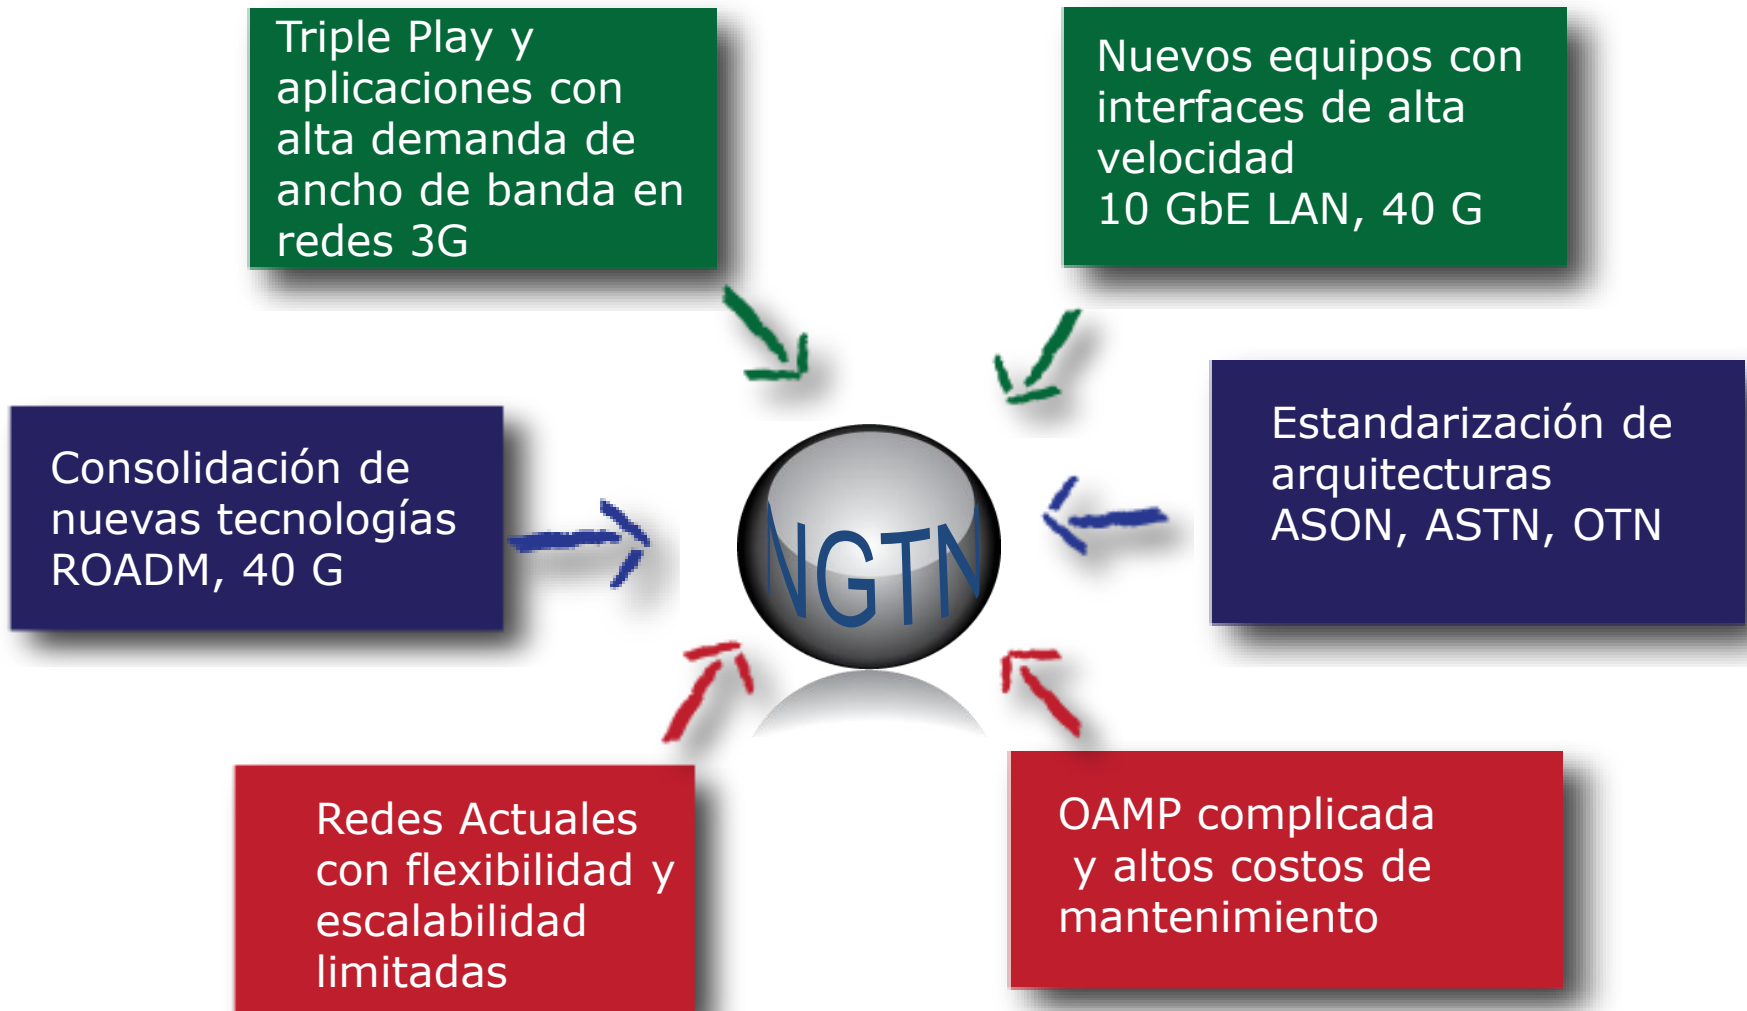 Triple Play y
aplicaciones con
alta demanda de
ancho de banda en
redes 3G
Nuevos equipos con
interfaces de alta
velocidad
10 GbE LAN, 40 G
Consolidación de
nuevas tecnologías
ROADM, 40 G
NGTN
Estandarización de
arquitecturas
ASON, ASTN, OTN
Redes Actuales
con flexibilidad y
escalabilidad
limitadas
OAMP complicada
y altos costos de
mantenimiento